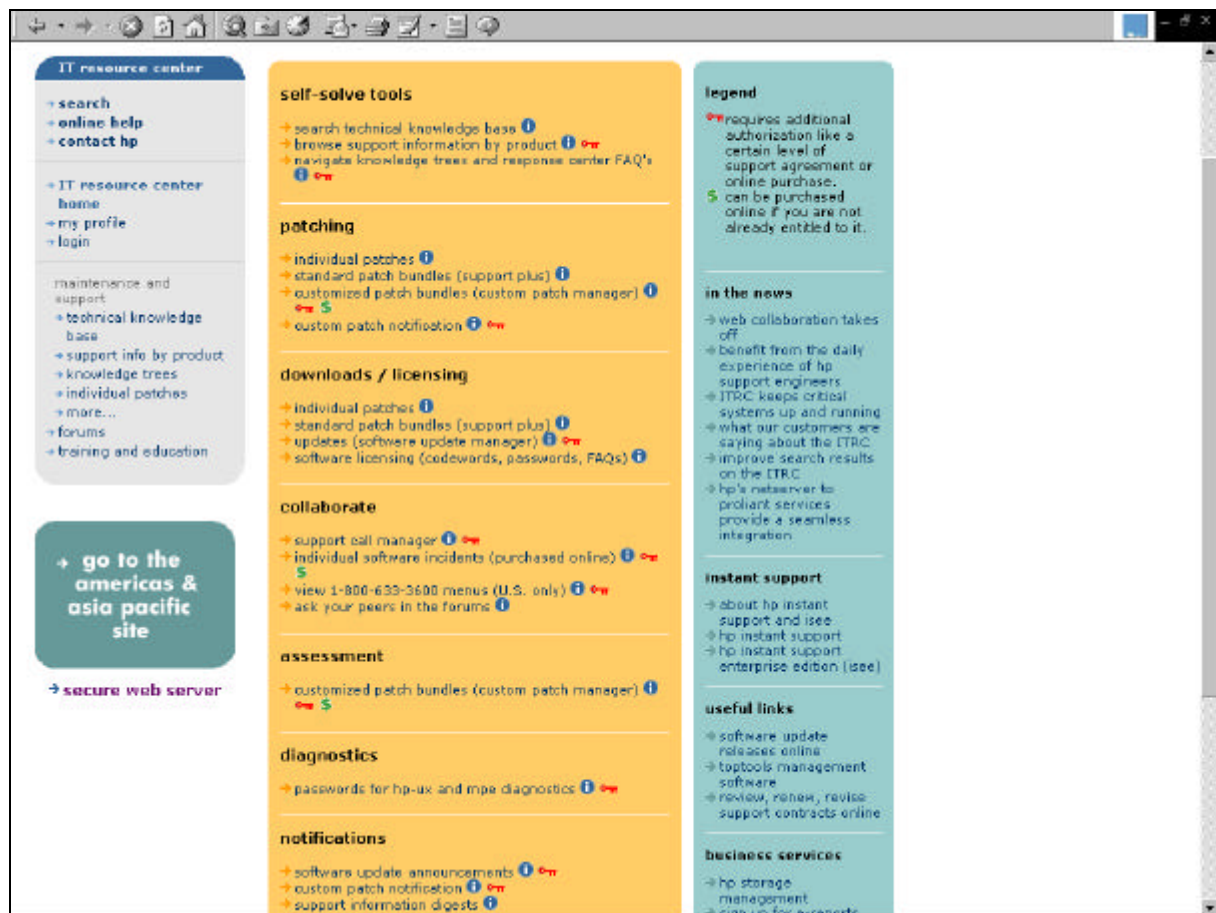 IT resource center
search
online help
contact hp
IT resource center
home
my profile
login
maintenance and
support
technical knowledge
base
support info by product
knowledge trees
individual patches
more...
forums
training and education
go to the
americas &
asia pacific
site
secure web server
self-solve tools
search technical knowledge base
browse support information by product
navigate knowledge trees and response center FAQ's
patching
individual patches
standard patch bundles (support plus)
customized patch bundles (custom patch manager)
$
custom patch notification
downloads / licensing
individual patches
standard patch bundles (support plus)
updates (software update manager)
software licensing (codewords, passwords, FAQs)
collaborate
support call manager
individual software incidents (purchased online)
$
view 1-800-633-3600 menus (U.S. only)
ask your peers in the forums
assessment
customized patch bundles (custom patch manager)
$
diagnostics
passwords for hp-ux and mpe diagnostics
notifications
software update announcements
custom patch notification
support information digests
legend
requires additional
authorization like a
certain level of
support agreement or
online purchase.
$ can be purchased
online if you are not
already entitled to it.
in the news
web collaboration takes
off
benefit from the daily
experience of hp
support engineers
ITRC keeps critical
systems up and running
what our customers are
saying about the ITRC
improve search results
on the ITRC
hp's netserver to
proliant services
provide a seamless
integration
instant support
about hp instant
support and isee
hp instant support
hp instant support
enterprise edition (isee)
useful links
software update
releases online
toptools management
software
review, renew, revise
support contracts online
business services
hp storage
management